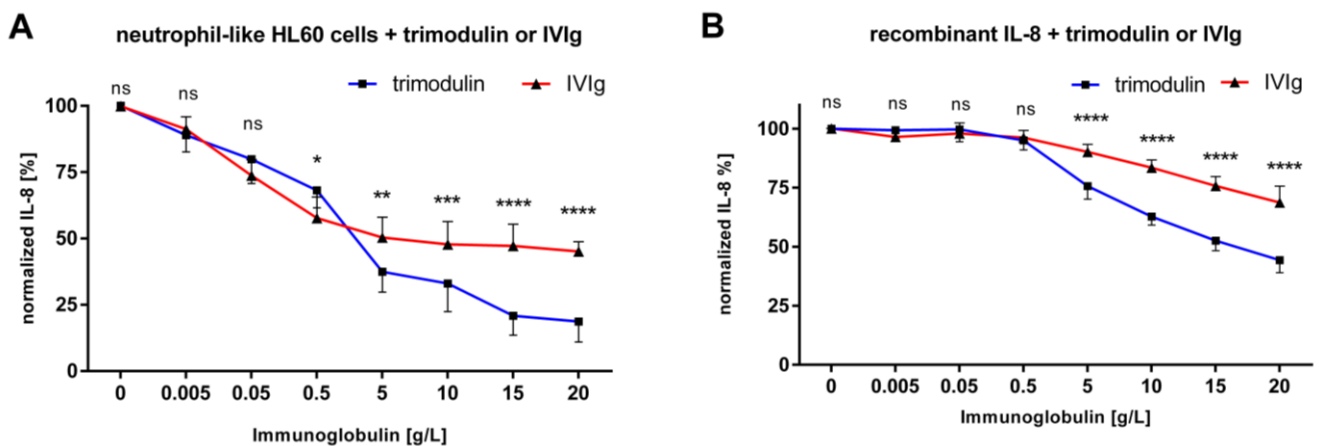 A
neutrophil-like HL60 cells + trimodulin or IVIg
trimodulin IVIg
ns ns ns * ** *** **** ****
normalized IL-8 [%]
100
75
50
25
0
0 0.005 0.05 0.5 5 10 15 20
Immunoglobulin [g/L]
B
recombinant IL-8 + trimodulin or IVIg
trimodulin IVIg
ns ns ns ns **** **** **** ****
normalized IL-8 %]
100
75
50
25
0
0 0.005 0.05 0.5 5 10 15 20
Immunoglobulin [g/L]